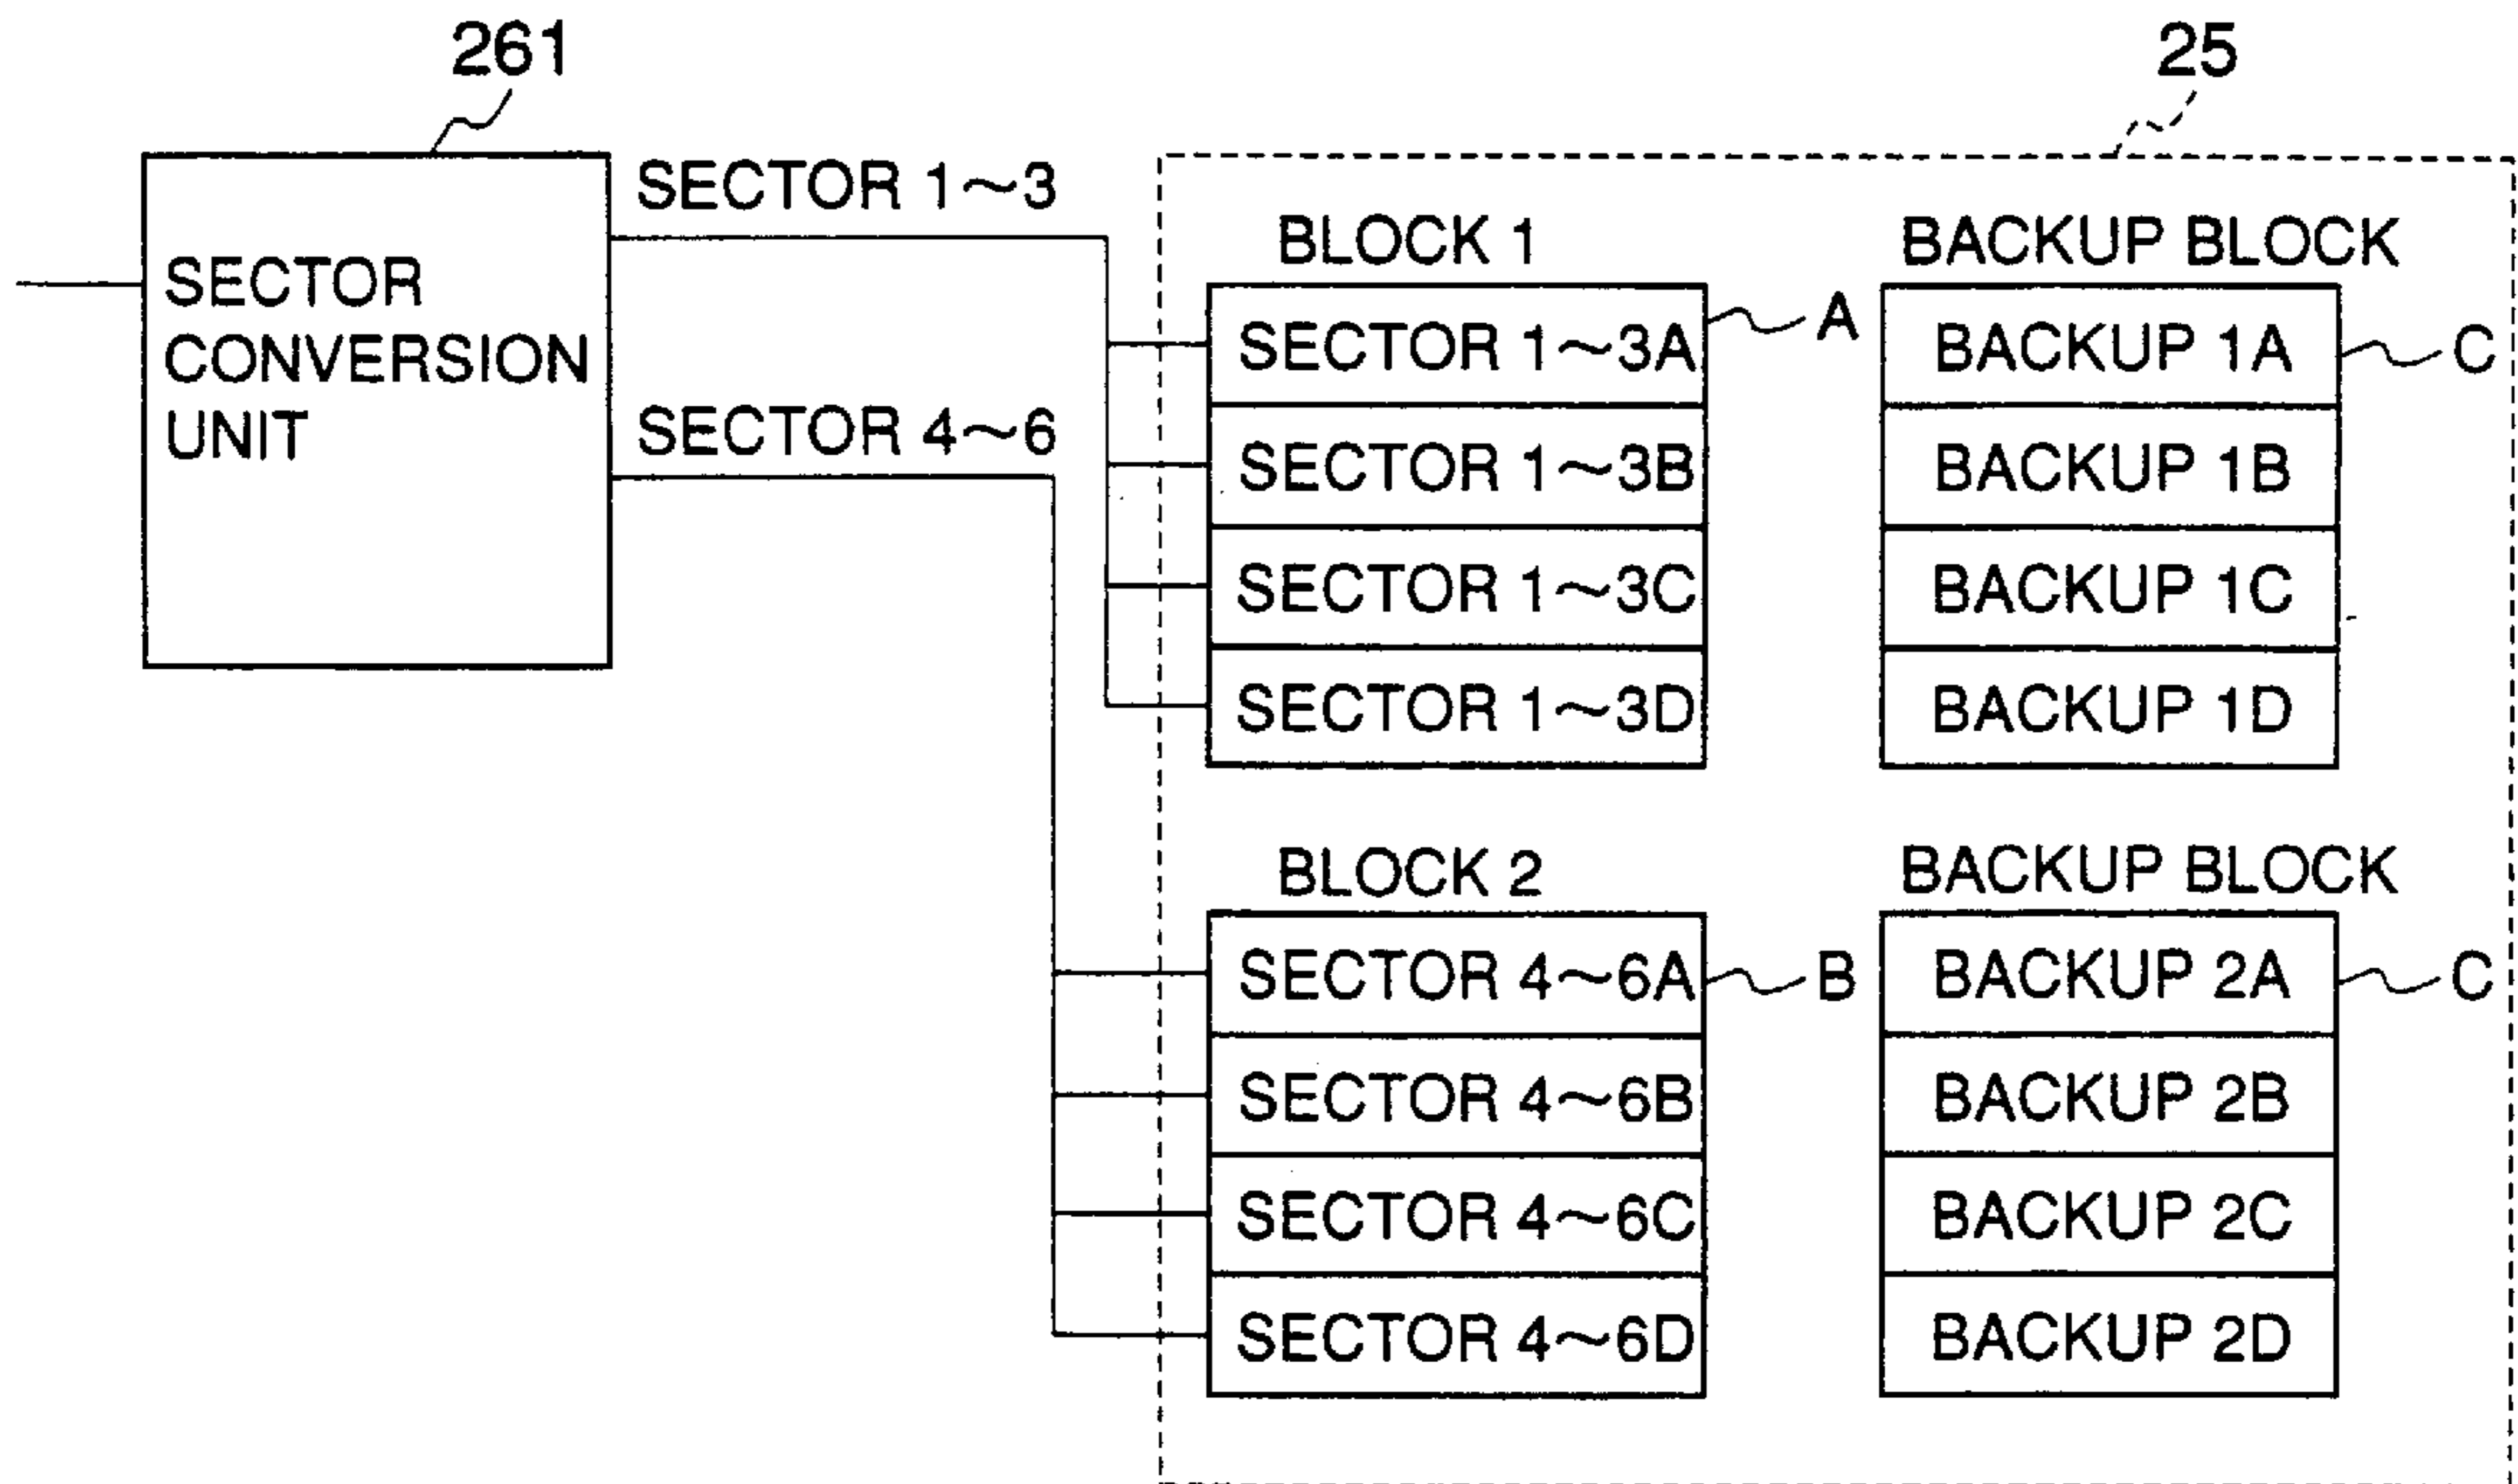 261
25
SECTOR
CONVERSION
UNIT
SECTOR 1~3
SECTOR 4~6
BLOCK 1
SECTOR 1~3A
SECTOR 1~3B
SECTOR 1~3C
SECTOR 1~3D
A
BACKUP BLOCK
BACKUP 1A
BACKUP 1B
BACKUP 1C
BACKUP 1D
C
BLOCK 2
SECTOR 4~6A
SECTOR 4~6B
SECTOR 4~6C
SECTOR 4~6D
B
BACKUP BLOCK
BACKUP 2A
BACKUP 2B
BACKUP 2C
BACKUP 2D
C